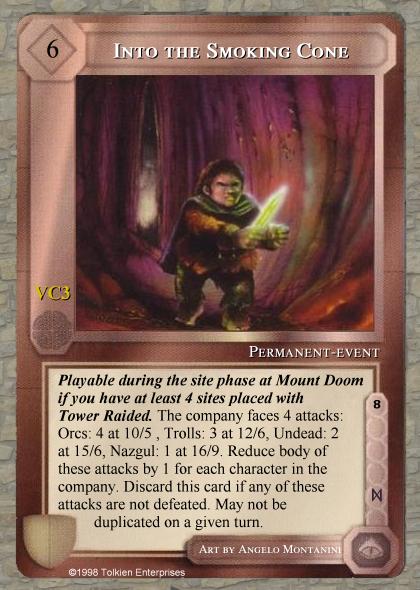 6
INTO THE SMOKING CONE
VC3
PERMANENT-EVENT
Playable during the site phase at Mount Doom
if you have at least 4 sites placed with
Tower Raided. The company faces 4 attacks:
Orcs: 4 at 10/5 , Trolls: 3 at 12/6, Undead: 2
at 15/6, Nazgul: 1 at 16/9. Reduce body of
these attacks by 1 for each character in the
company. Discard this card if any of these
attacks are not defeated. May not be
duplicated on a given turn.
8
ART BY ANGELO MONTANINI
©1998 Tolkien Enterprises